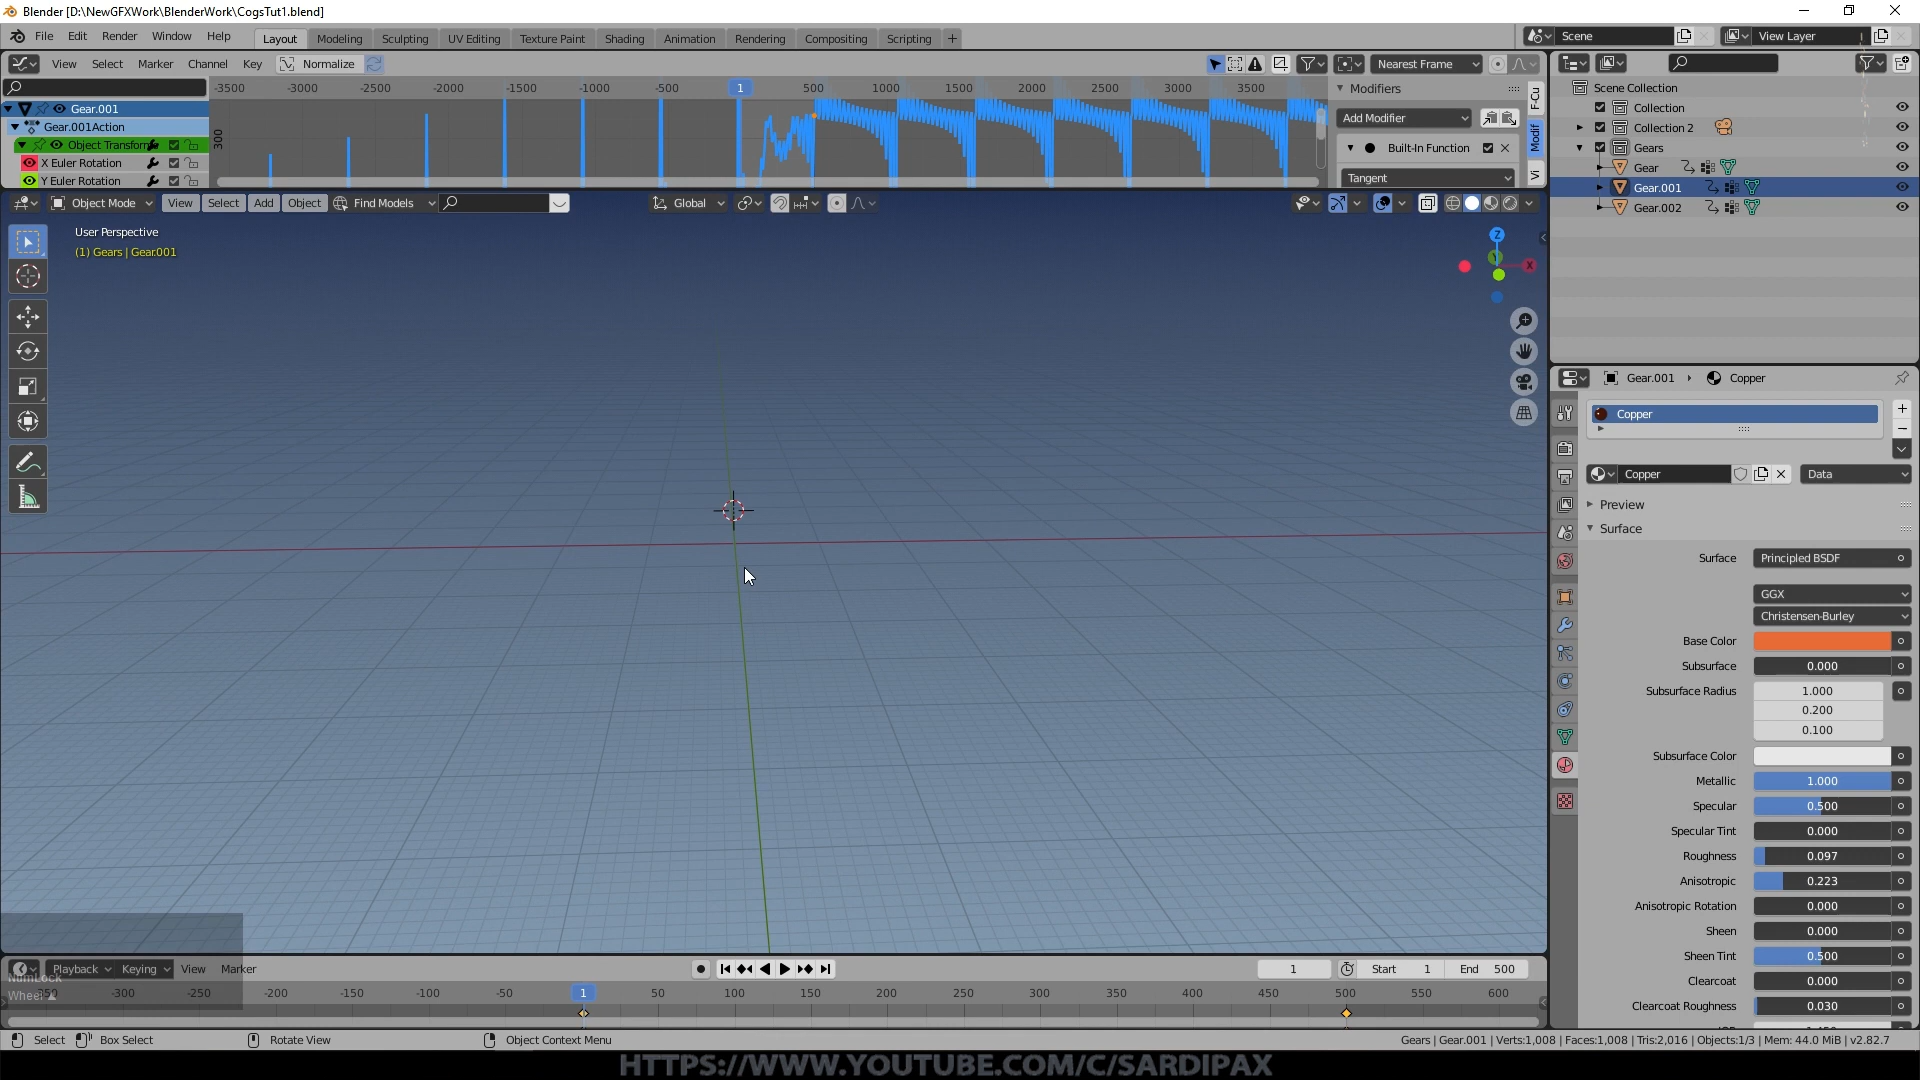 Blender [D:\NewGFXWork\BlenderWork\CogsTut1.blend]
File Edit Render Window Help Layout Modeling Sculpting UV Editing Texture Paint Shading Animation Rendering Compositing Scripting + Scene View Layer
View Select Marker Channel Key Normalize Nearest Frame
-3500 -3000 -2500 -2000 -1500 -1000 -500 1 500 1000 1500 2000 2500 3000 3500
300
Gear.001
Gear.001Action
Object Transform
X Euler Rotation
Y Euler Rotation
Modifiers
Add Modifier
Built-In Function
Tangent
F-Cu
Modif
Vi
Scene Collection
Collection
Collection 2
Gears
Gear
Gear.001
Gear.002
Object Mode View Select Add Object Find Models Global
User Perspective
(1) Gears | Gear.001
Z
Y
X
Gear.001 Copper
Copper
Copper Data
Preview
Surface
Surface Principled BSDF
GGX
Christensen-Burley
Base Color
Subsurface 0.000
Subsurface Radius 1.000
0.200
0.100
Subsurface Color
Metallic 1.000
Specular 0.500
Specular Tint 0.000
Roughness 0.097
Anisotropic 0.223
Anisotropic Rotation 0.000
Sheen 0.000
Sheen Tint 0.500
Clearcoat 0.000
Clearcoat Roughness 0.030
Playback Keying View Marker 1 Start 1 End 500
NumLock
Wheel
-350 -300 -250 -200 -150 -100 -50 1 50 100 150 200 250 300 350 400 450 500 550 600
Select Box Select Rotate View Object Context Menu Gears | Gear.001 | Verts:1,008 | Faces:1,008 | Tris:2,016 | Objects:1/3 | Mem: 44.0 MiB | v2.82.7
HTTPS://WWW.YOUTUBE.COM/C/SARDIPAX